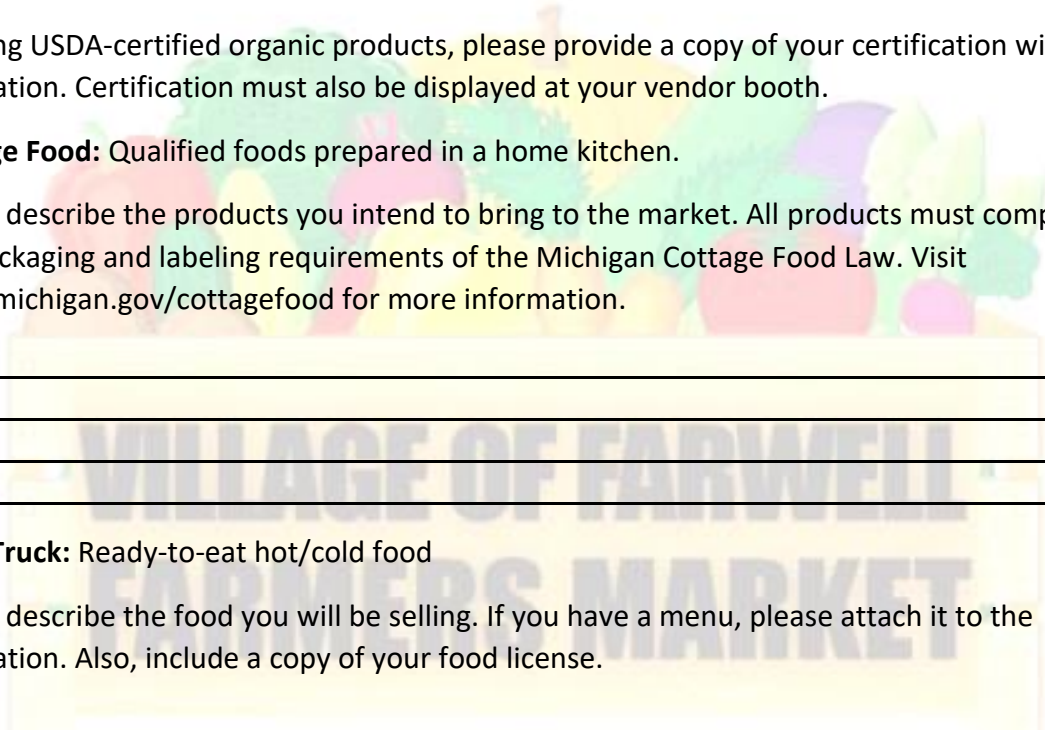 ng USDA-certified organic products, please provide a copy of your certification wi
ation. Certification must also be displayed at your vendor booth.
ge Food: Qualified foods prepared in a home kitchen.
describe the products you intend to bring to the market. All products must comp
ckaging and labeling requirements of the Michigan Cottage Food Law. Visit
michigan.gov/cottagefood for more information.
VILLAGE OF FARWELL
Truck: Ready-to-eat hot/cold food
FARMERS MARKET
describe the food you will be selling. If you have a menu, please attach it to the
ation. Also, include a copy of your food license.